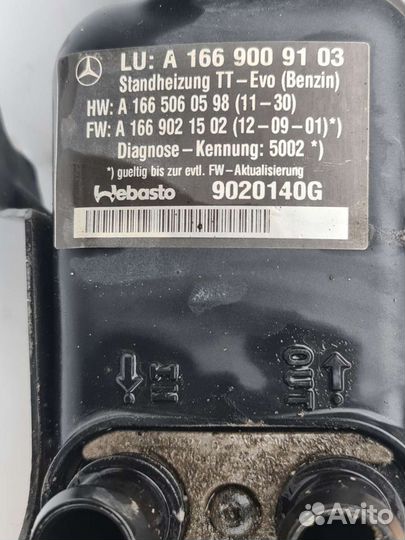 LU: A 166 900 91 03
Standheizung TT-Evo (Benzin)
HW: A 166 506 05 98 (11-30)
FW: A 166 902 15 02 (12-09-01)*)
Diagnose-Kennung: 5002 *)
*) gueltig bis zur evtl. FW-Aktualisierung
Webasto 9020140G
IN
OUT
Avito